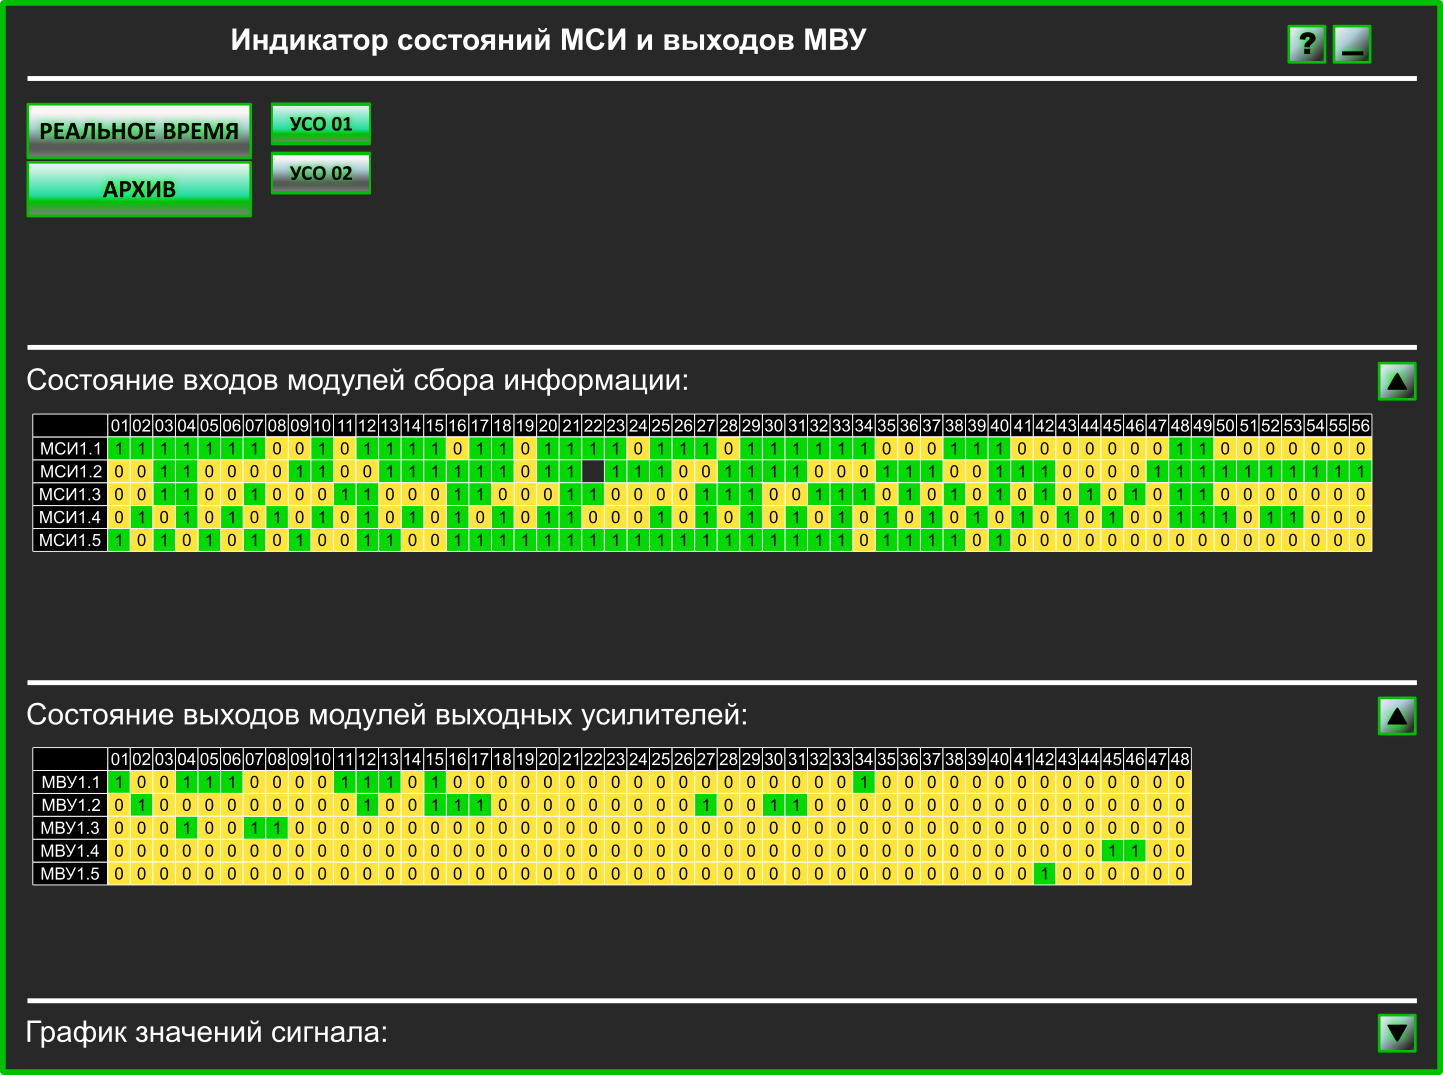 Индикатор состояний МСИ и выходов МВУ
?
РЕАЛЬНОЕ ВРЕМЯ
УСО 01
АРХИВ
УСО 02
Состояние входов модулей сбора информации:
01 02 03 04 05 06 07 08 09 10 11 12 13 14 15 16 17 18 19 20 21 22 23 24 25 26 27 28 29 30 31 32 33 34 35 36 37 38 39 40 41 42 43 44 45 46 47 48 49 50 51 52 53 54 55 56
МСИ1.1 1 1 1 1 1 1 1 0 0 1 0 1 1 1 1 0 1 1 0 1 1 1 1 0 1 1 1 0 1 1 1 1 1 1 0 0 0 1 1 1 0 0 0 0 0 0 0 1 1 0 0 0 0 0 0 0
МСИ1.2 0 0 1 1 0 0 0 0 1 1 0 0 1 1 1 1 1 1 0 1 1 1 1 1 0 0 1 1 1 1 0 0 0 1 1 1 0 0 1 1 1 0 0 0 0 1 1 1 1 1 1 1 1 1 1
МСИ1.3 0 0 1 1 0 0 1 0 0 0 1 1 0 0 0 1 1 0 0 0 1 1 0 0 0 0 1 1 1 0 0 1 1 1 0 1 0 1 0 1 0 1 0 1 0 1 0 1 1 0 0 0 0 0 0 0
МСИ1.4 0 1 0 1 0 1 0 1 0 1 0 1 0 1 0 1 0 1 0 1 1 0 0 0 1 0 1 0 1 0 1 0 1 0 1 0 1 0 1 0 1 0 1 0 1 0 0 1 1 1 0 1 1 0 0 0
МСИ1.5 1 0 1 0 1 0 1 0 1 0 0 1 1 0 0 1 1 1 1 1 1 1 1 1 1 1 1 1 1 1 1 1 1 0 1 1 1 1 0 1 0 0 0 0 0 0 0 0 0 0 0 0 0 0 0 0
Состояние выходов модулей выходных усилителей:
01 02 03 04 05 06 07 08 09 10 11 12 13 14 15 16 17 18 19 20 21 22 23 24 25 26 27 28 29 30 31 32 33 34 35 36 37 38 39 40 41 42 43 44 45 46 47 48
МВУ1.1 1 0 0 1 1 1 0 0 0 0 1 1 1 0 1 0 0 0 0 0 0 0 0 0 0 0 0 0 0 0 0 0 0 1 0 0 0 0 0 0 0 0 0 0 0 0 0 0
МВУ1.2 0 1 0 0 0 0 0 0 0 0 0 1 0 0 1 1 1 0 0 0 0 0 0 0 0 0 1 0 0 1 1 0 0 0 0 0 0 0 0 0 0 0 0 0 0 0 0 0
МВУ1.3 0 0 0 1 0 0 1 1 0 0 0 0 0 0 0 0 0 0 0 0 0 0 0 0 0 0 0 0 0 0 0 0 0 0 0 0 0 0 0 0 0 0 0 0 0 0 0 0
МВУ1.4 0 0 0 0 0 0 0 0 0 0 0 0 0 0 0 0 0 0 0 0 0 0 0 0 0 0 0 0 0 0 0 0 0 0 0 0 0 0 0 0 0 0 0 0 1 1 0 0
МВУ1.5 0 0 0 0 0 0 0 0 0 0 0 0 0 0 0 0 0 0 0 0 0 0 0 0 0 0 0 0 0 0 0 0 0 0 0 0 0 0 0 0 0 1 0 0 0 0 0 0
График значений сигнала: